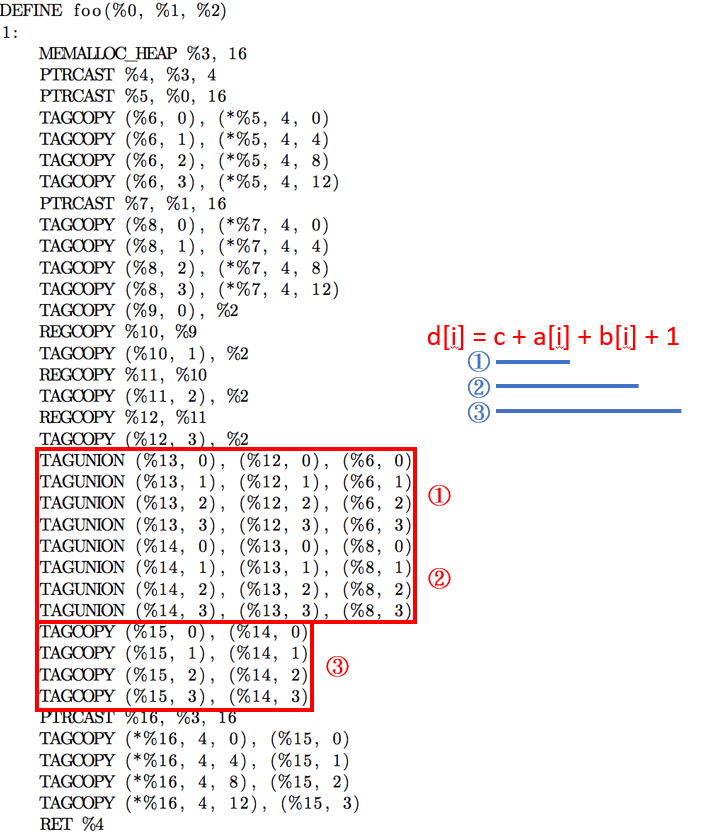 DEFINE foo(%0, %1, %2)
1:
MEMALLOC_HEAP %3, 16
PTRCAST %4, %3, 4
PTRCAST %5, %0, 16
TAGCOPY (%6, 0), (*%5, 4, 0)
TAGCOPY (%6, 1), (*%5, 4, 4)
TAGCOPY (%6, 2), (*%5, 4, 8)
TAGCOPY (%6, 3), (*%5, 4, 12)
PTRCAST %7, %1, 16
TAGCOPY (%8, 0), (*%7, 4, 0)
TAGCOPY (%8, 1), (*%7, 4, 4)
TAGCOPY (%8, 2), (*%7, 4, 8)
TAGCOPY (%8, 3), (*%7, 4, 12)
TAGCOPY (%9, 0), %2
REGCOPY %10, %9
TAGCOPY (%10, 1), %2
REGCOPY %11, %10
TAGCOPY (%11, 2), %2
REGCOPY %12, %11
TAGCOPY (%12, 3), %2
TAGUNION (%13, 0), (%12, 0), (%6, 0)
TAGUNION (%13, 1), (%12, 1), (%6, 1)
TAGUNION (%13, 2), (%12, 2), (%6, 2)
TAGUNION (%13, 3), (%12, 3), (%6, 3)
TAGUNION (%14, 0), (%13, 0), (%8, 0)
TAGUNION (%14, 1), (%13, 1), (%8, 1)
TAGUNION (%14, 2), (%13, 2), (%8, 2)
TAGUNION (%14, 3), (%13, 3), (%8, 3)
TAGCOPY (%15, 0), (%14, 0)
TAGCOPY (%15, 1), (%14, 1)
TAGCOPY (%15, 2), (%14, 2)
TAGCOPY (%15, 3), (%14, 3)
PTRCAST %16, %3, 16
TAGCOPY (*%16, 4, 0), (%15, 0)
TAGCOPY (*%16, 4, 4), (%15, 1)
TAGCOPY (*%16, 4, 8), (%15, 2)
TAGCOPY (*%16, 4, 12), (%15, 3)
RET %4
d[i] = c + a[i] + b[i] + 1
①
②
③
①
②
③